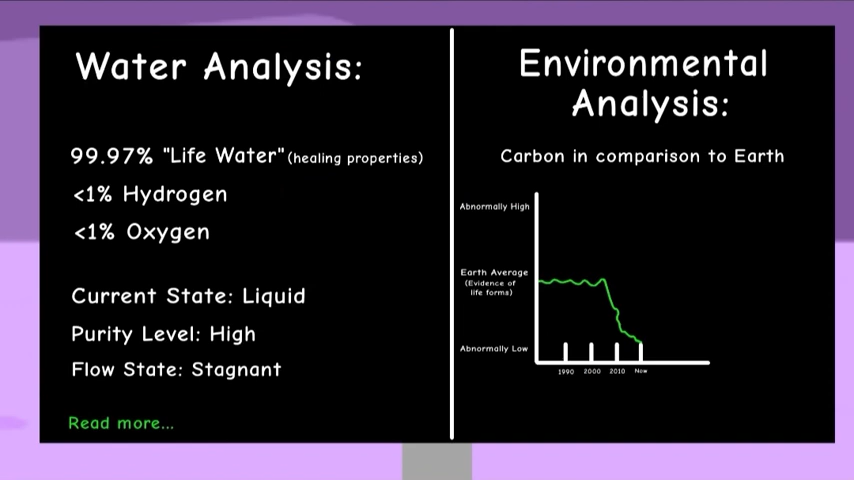 Water Analysis:
99.97% "Life Water" (healing properties)
<1% Hydrogen
<1% Oxygen
Current State: Liquid
Purity Level: High
Flow State: Stagnant
Read more...
Environmental
Analysis:
Carbon in comparison to Earth
Abnormally High
Earth Average
(Evidence of
life forms)
Abnormally Low
1990 2000 2010 Now